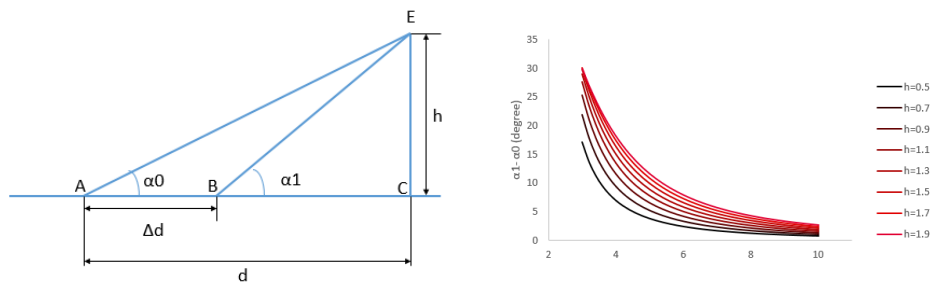 E
h
A
α0
B
α1
C
Δd
d
α1-α0 (degree)
35
30
25
20
15
10
5
0
2
4
6
8
10
h=0.5
h=0.7
h=0.9
h=1.1
h=1.3
h=1.5
h=1.7
h=1.9